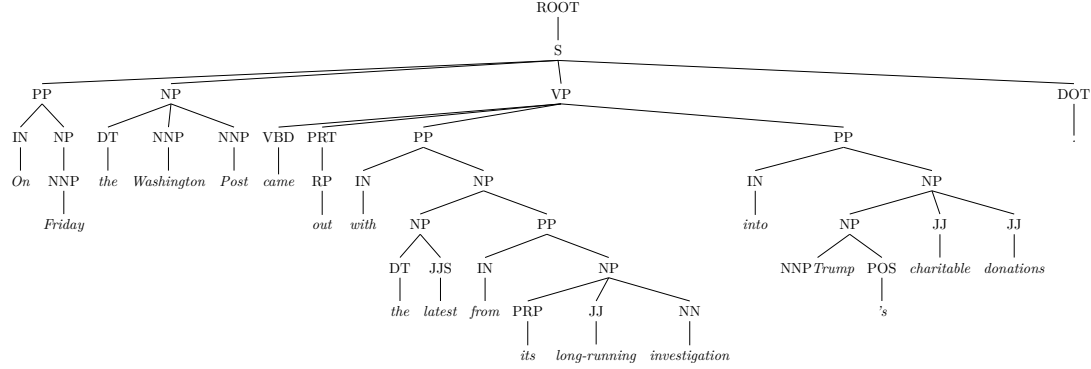 ROOT
S
PP NP VP DOT
IN NP DT NNP NNP VBD PRT PP PP .
On NNP the Washington Post came RP IN NP IN NP
Friday out with NP PP into NP JJ JJ
DT JJS IN NP NNP Trump POS charitable donations
the latest from PRP JJ NN 's
its long-running investigation